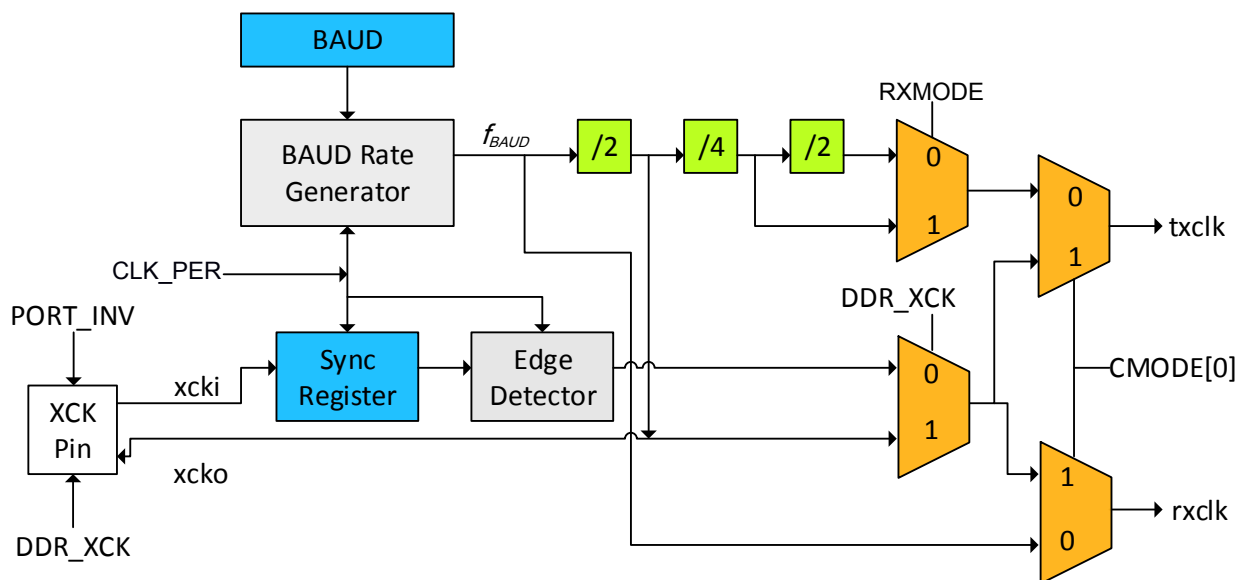 BAUD
RXMODE
BAUD Rate
Generator
fBAUD
/2
/4
/2
0
1
0
1
txclk
CLK_PER
PORT_INV
DDR_XCK
CMODE[0]
xcki
Sync
Register
Edge
Detector
0
1
XCK
Pin
xcko
1
0
rxclk
DDR_XCK